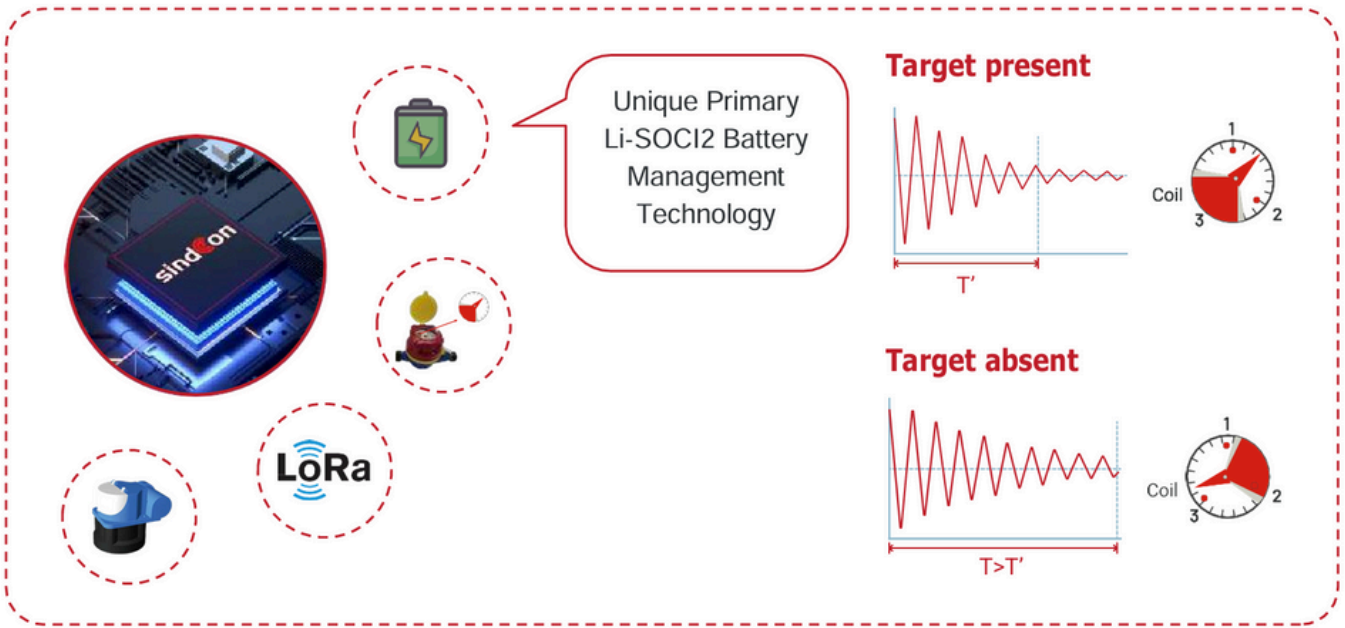 sindcon
LoRa
Unique Primary
Li-SOCI2 Battery
Management
Technology
Target present
T’
Coil
1
2
3
Target absent
T>T’
Coil
1
2
3